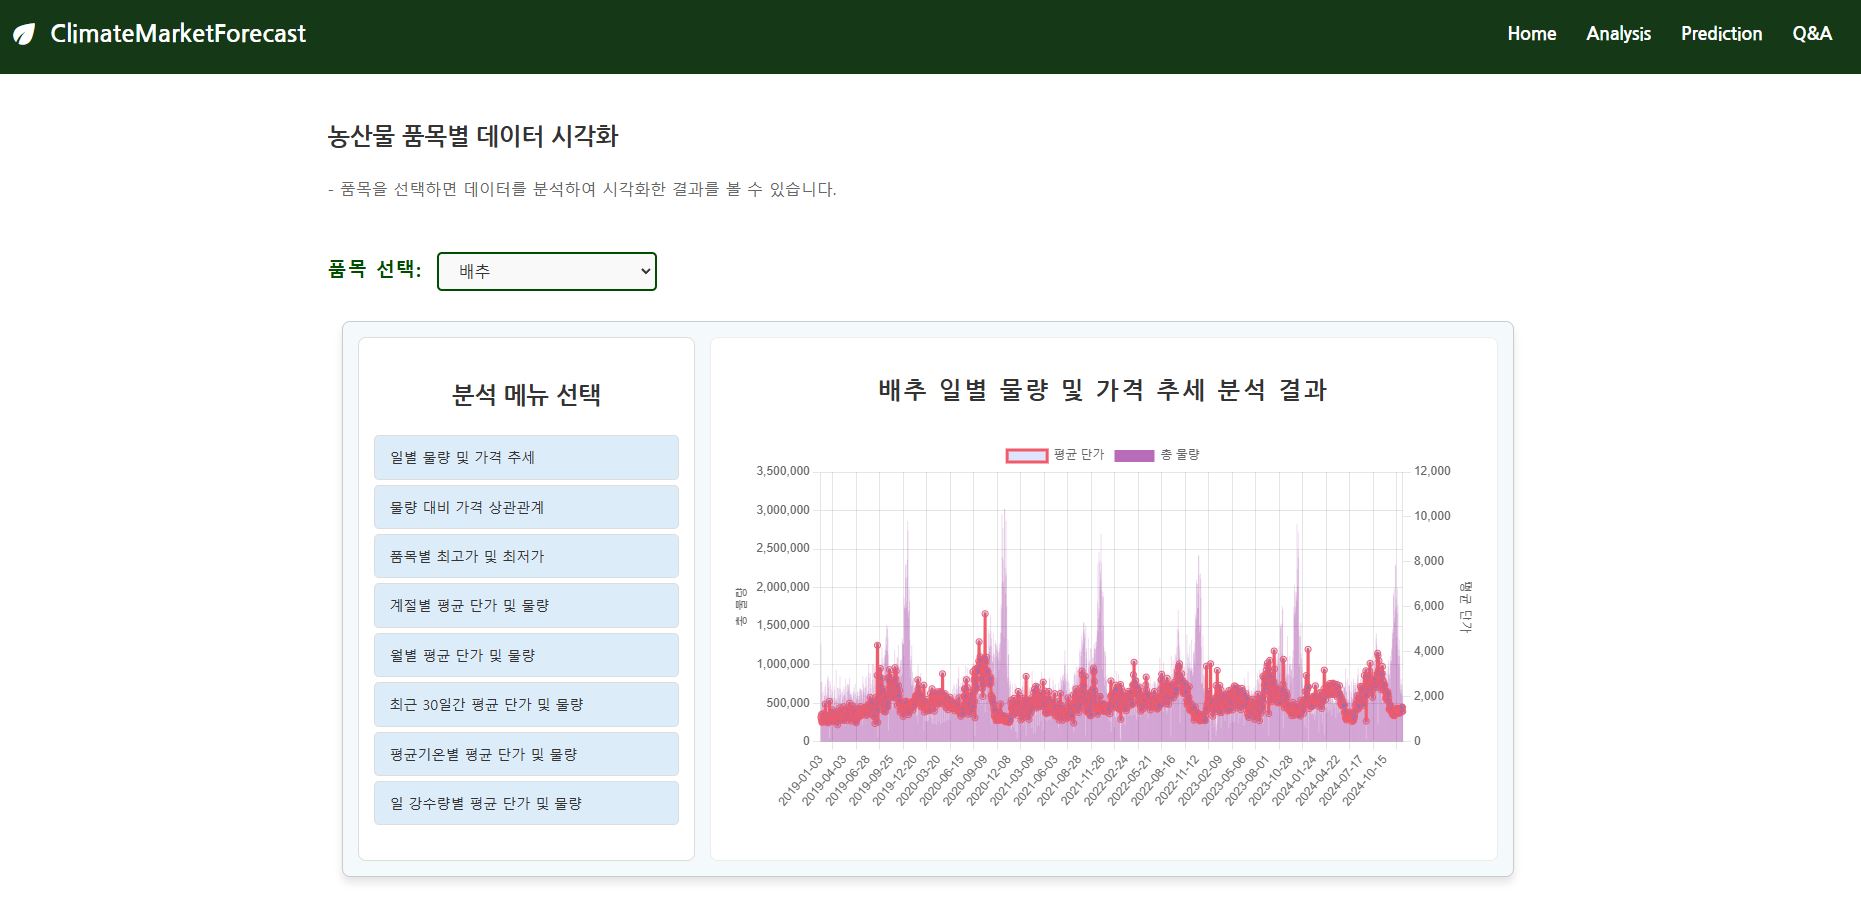 ClimateMarketForecast
Home Analysis Prediction Q&A
농산물 품목별 데이터 시각화
- 품목을 선택하면 데이터를 분석하여 시각화한 결과를 볼 수 있습니다.
품목 선택: 배추
분석 메뉴 선택
일별 물량 및 가격 추세
물량 대비 가격 상관관계
품목별 최고가 및 최저가
계절별 평균 단가 및 물량
월별 평균 단가 및 물량
최근 30일간 평균 단가 및 물량
평균기온별 평균 단가 및 물량
일 강수량별 평균 단가 및 물량
배추 일별 물량 및 가격 추세 분석 결과
평균 단가 총 물량
3,500,000
3,000,000
2,500,000
2,000,000
1,500,000
1,000,000
500,000
0
총 물량
12,000
10,000
8,000
6,000
4,000
2,000
0
평균 단가
2019-01-03
2019-04-03
2019-06-28
2019-09-25
2019-12-20
2020-03-20
2020-06-15
2020-09-09
2020-12-08
2021-03-09
2021-06-03
2021-08-28
2021-11-26
2022-02-24
2022-05-21
2022-08-16
2022-11-12
2023-02-09
2023-05-06
2023-08-01
2023-10-28
2024-01-24
2024-04-22
2024-07-17
2024-10-15